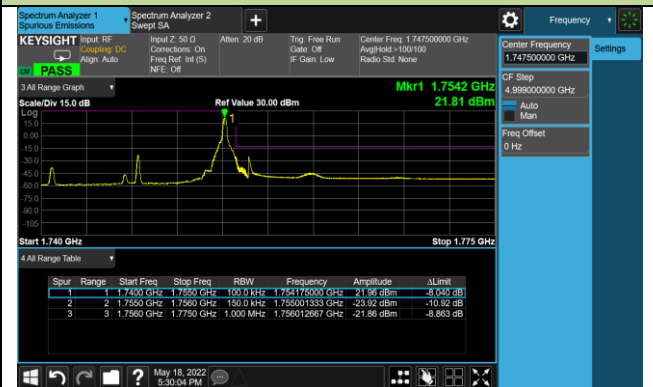 Spectrum Analyzer 1
Spurious Emissions
Spectrum Analyzer 2
Swept SA
+
Frequency
KEYSIGHT
Input: RF
Coupling: DC
Align: Auto
Input Z: 50 Ω
Corrections: On
Freq Ref: Int (S)
NFE: Off
Atten: 20 dB
Trig: Free Run
Gate: Off
IF Gain: Low
Center Freq: 1.747500000 GHz
Avg|Hold:>100/100
Radio Std: None
PASS
Center Frequency
1.747500000 GHz
Settings
CF Step
4.999000000 GHz
Auto
Man
Freq Offset
0 Hz
3 All Range Graph
Mkr1 1.7542 GHz
21.81 dBm
Scale/Div 15.0 dB
Ref Value 30.00 dBm
Log
15.0
0.00
-15.0
-30.0
-45.0
-60.0
-75.0
-90.0
-105
1
Start 1.740 GHz
Stop 1.775 GHz
4 All Range Table
Spur Range Start Freq Stop Freq RBW Frequency Amplitude ΔLimit
1 1 1.7400 GHz 1.7550 GHz 100.0 kHz 1.754175000 GHz 21.96 dBm -8.040 dB
2 2 1.7550 GHz 1.7560 GHz 150.0 kHz 1.755001333 GHz -23.92 dBm -10.92 dB
3 3 1.7560 GHz 1.7750 GHz 1.000 MHz 1.756012667 GHz -21.86 dBm -8.863 dB
?
May 18, 2022
5:30:04 PM